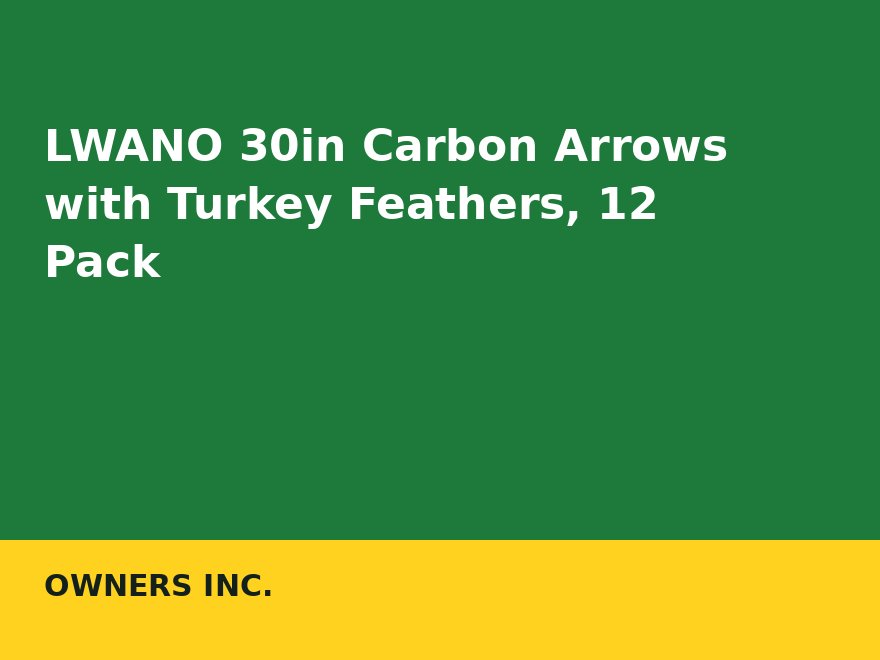 LWANO 30in Carbon Arrows
with Turkey Feathers, 12
Pack
OWNERS INC.